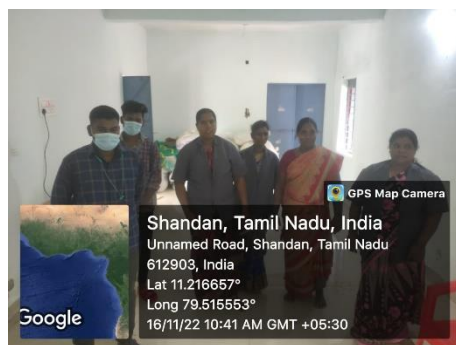 GPS Map Camera
Shandan, Tamil Nadu, India
Unnamed Road, Shandan, Tamil Nadu
612903, India
Lat 11.216657°
Long 79.515553°
16/11/22 10:41 AM GMT +05:30
Google